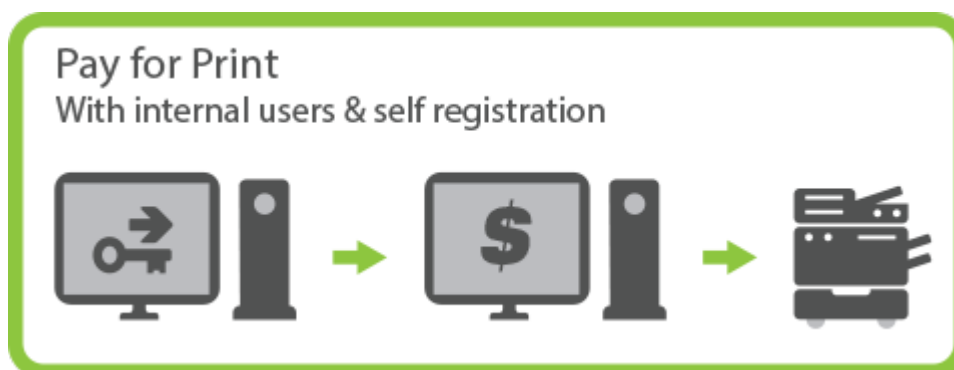 Pay for Print
With internal users & self registration
$